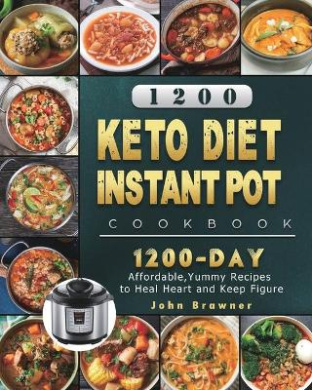 1200
KETO DIET
INSTANT POT
COOKBOOK
1200-DAY
Affordable,Yummy Recipes
to Heal Heart and Keep Figure
John Brawner